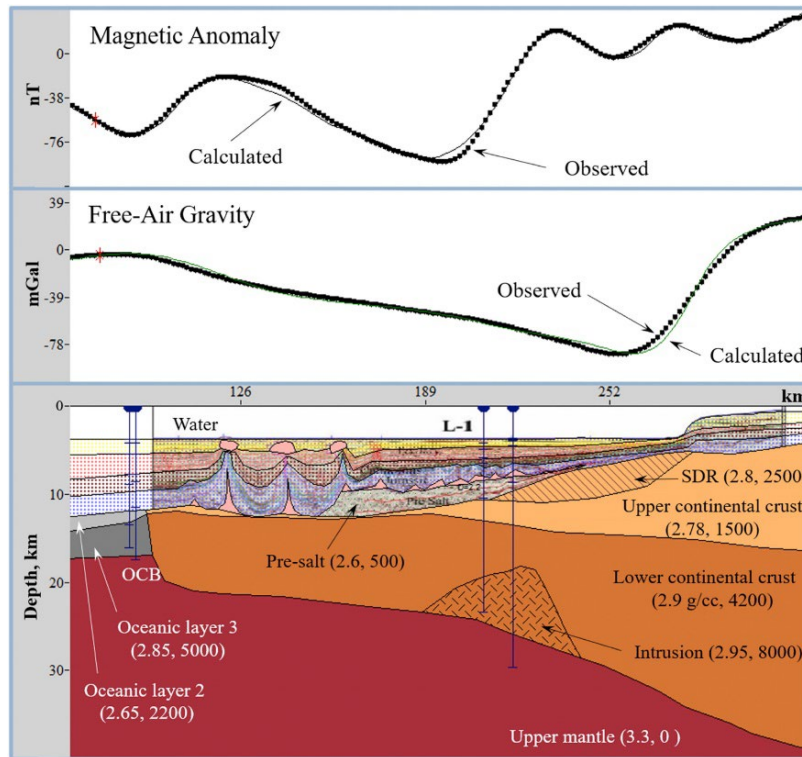 Magnetic Anomaly
0
-38
-76
nT
Calculated
Observed
39
Free-Air Gravity
0
-39
-78
mGal
Observed
Calculated
126
189
252
km
0
10
20
30
Depth, km
Water
L-1
Pre Salt
SDR (2.8, 2500)
Upper continental crust
(2.78, 1500)
Pre-salt (2.6, 500)
OCB
Lower continental crust
(2.9 g/cc, 4200)
Oceanic layer 3
(2.85, 5000)
Intrusion (2.95, 8000)
Oceanic layer 2
(2.65, 2200)
Upper mantle (3.3, 0 )